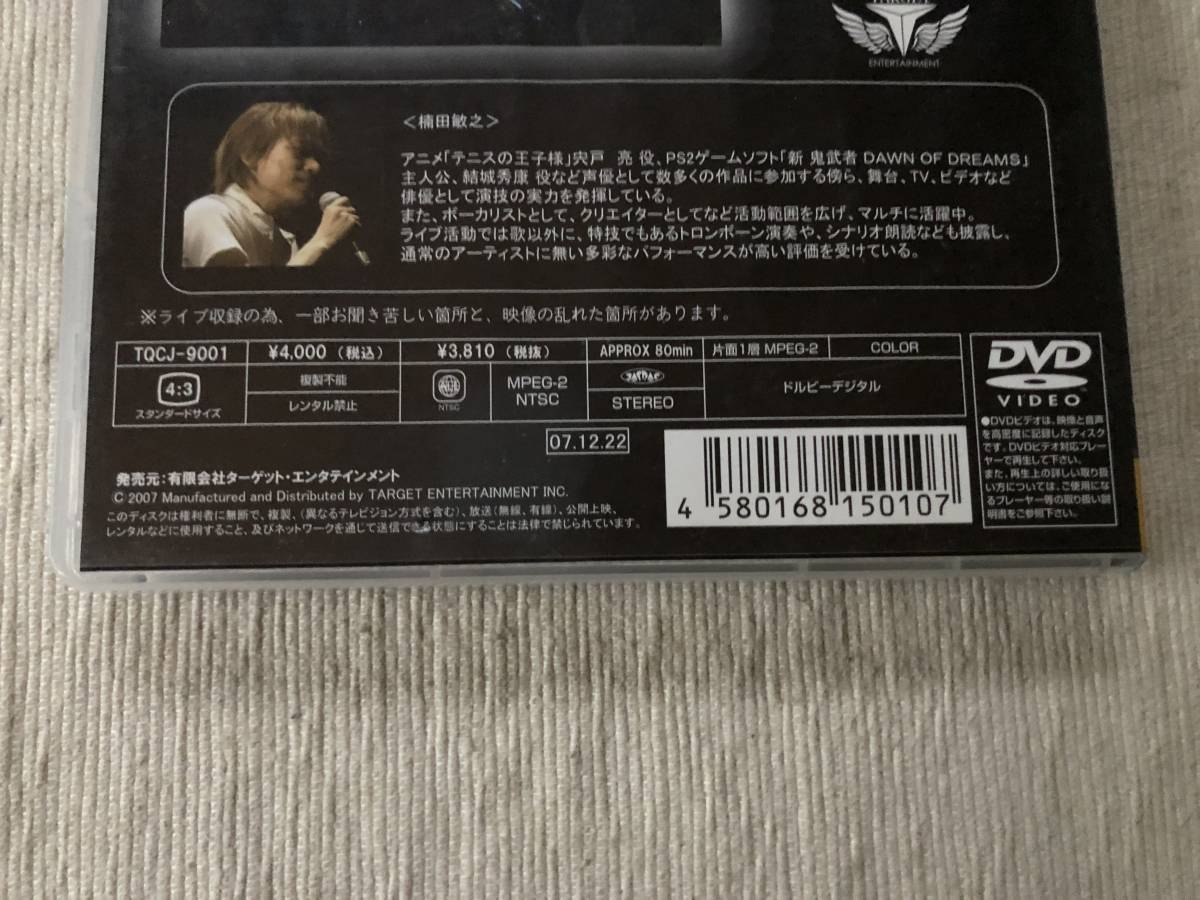 ENTERTAINMENT
＜楠田敏之＞
アニメ「テニスの王子様」宍戸　亮 役、PS2ゲームソフト「新 鬼武者 DAWN OF DREAMS」
主人公、結城秀康 役など声優として数多くの作品に参加する傍ら、舞台、TV、ビデオなど
俳優として演技の実力を発揮している。
また、ボーカリストとして、クリエイターとしてなど活動範囲を広げ、マルチに活躍中。
ライブ活動では歌以外に、特技でもあるトロンボーン演奏や、シナリオ朗読なども披露し、
通常のアーティストに無い多彩なパフォーマンスが高い評価を受けている。
※ライブ収録の為、一部お聞き苦しい箇所と、映像の乱れた箇所があります。
TQCJ-9001 ¥4,000（税込） ¥3,810（税抜） APPROX 80min 片面1層 MPEG-2 COLOR
4:3
スタンダードサイズ
複製不能
レンタル禁止
NTSC
MPEG-2
NTSC
JASRAC
STEREO
ドルビーデジタル
DVD
VIDEO
●DVDビデオは、映像と音声
を高密度に記録したディスク
です。DVDビデオ対応プレー
ヤーで再生して下さい。
また、再生上の詳しい取り扱
い方については、ご使用にな
るプレーヤー等の取り扱い説
明書をご参照下さい。
07.12.22
発売元：有限会社ターゲット・エンタテインメント
© 2007 Manufactured and Distributed by TARGET ENTERTAINMENT INC.
このディスクは権利者に無断で、複製、（異なるテレビジョン方式を含む）、放送（無線、有線）、公開上映、
レンタルなどに使用すること、及びネットワークを通じて送信できる状態にすることは法律で禁じられています。
4 580168 150107